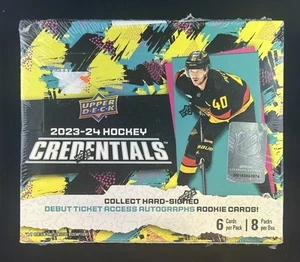 UPPER DECK
2023-24 HOCKEY
CREDENTIALS
40
COLLECT HARD-SIGNED
DEBUT TICKET ACCESS AUTOGRAPHS ROOKIE CARDS!
6 Cards per Pack
8 Packs per Box